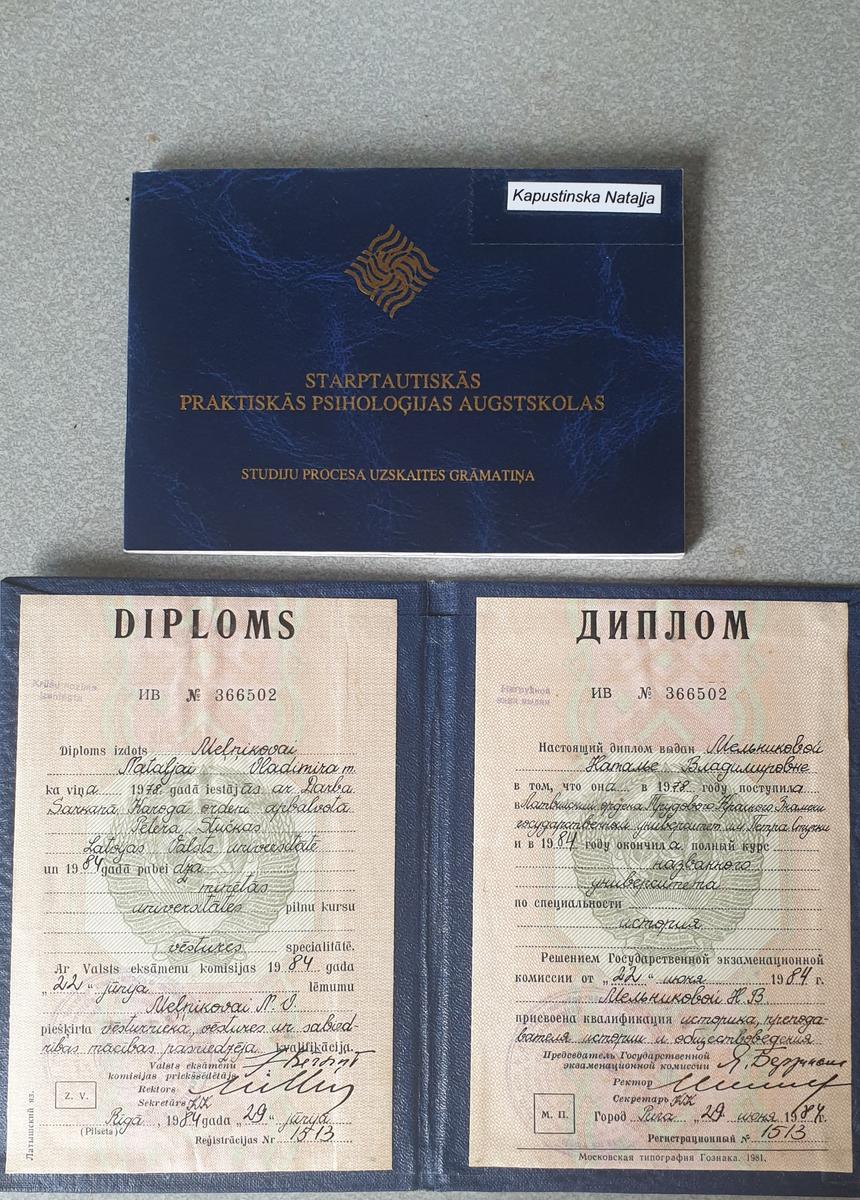 Kapustinska Nataļja
STARPTAUTISKĀS
PRAKTISKĀS PSIHOLOĢIJAS AUGSTSKOLAS
STUDIJU PROCESA UZSKAITES GRĀMATIŅA
DIPLOMS
ИВ № 366502
Diploms izdots Meļņikovai
Nataļjai Vladimira m.
ka viņa 1978. gadā iestājās ar Darba
Sarkanā Karoga ordeni apbalvotā
Pētera Stučkas
Latvijas Valsts universitātē
un 1984 gadā pabeidza
minētās
universitātes pilnu kursu
vēstures specialitātē.
Ar Valsts eksāmenu komisijas 1984 gada
„22“ jūnija lēmumu
Meļņikovai N. V.
piešķirta vēsturnieka, vēstures un sabied-
rības mācības pasniedzēja kvalifikācija.
Valsts eksāmenu
komisijas priekšsēdētājs
Rektors
Sekretārs
Z. V.
Rīgā, 1984 gada „29“ jūnija
(Pilsēta)
Reģistrācijas Nr 1513
Латышский яз.
ДИПЛОМ
ИВ № 366502
Настоящий диплом выдан Мельниковой
Наталье Владимировне
в том, что она в 1978 году поступила
в Латвийский ордена Трудового Красного Знамени
государственный университет им. Петра Стучки
и в 1984 году окончила полный курс
названного
университета
по специальности
история
Решением Государственной экзаменационной
комиссии от „22“ июня 1984 г.
Мельниковой Н В
присвоена квалификация историка, препода-
вателя истории и обществоведения
Председатель Государственной
экзаменационной комиссии
Ректор
Секретарь
М. П.
Город Рига „29“ июня 1984г.
Регистрационный № 1513
Московская типография Гознака. 1981.